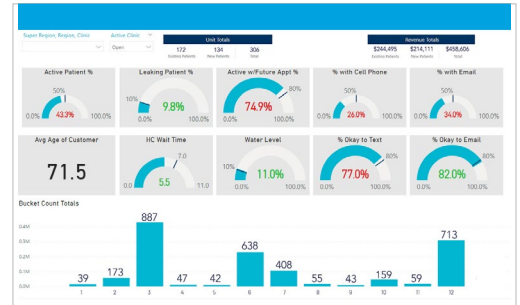 Super Region, Region, Clinic
Active Clinic
Open
Unit Totals
172 134 306
Existing Patients New Patients Total
Revenue Totals
$244,495 $214,111 $458,606
Existing Patients New Patients Total
Active Patient %
50%
43.3%
0.0% 100.0%
Leaking Patient %
10%
9.8%
0.0% 100.0%
Active w/Future Appt %
80%
74.9%
0.0% 100.0%
% with Cell Phone
50%
26.0%
0.0% 100.0%
% with Email
50%
34.0%
0.0% 100.0%
Avg Age of Customer
71.5
HC Wait Time
7.0
5.5
0.0 11.0
Water Level
10%
11.0%
0.0% 100.0%
% Okay to Text
80%
77.0%
0.0% 100.0%
% Okay to Email
80%
82.0%
0.0% 100.0%
Bucket Count Totals
0.4M
0.3M
0.2M
0.1M
0.0M
39 173 887 47 42 638 408 55 43 159 59 713
1 2 3 4 5 6 7 8 9 10 11 12